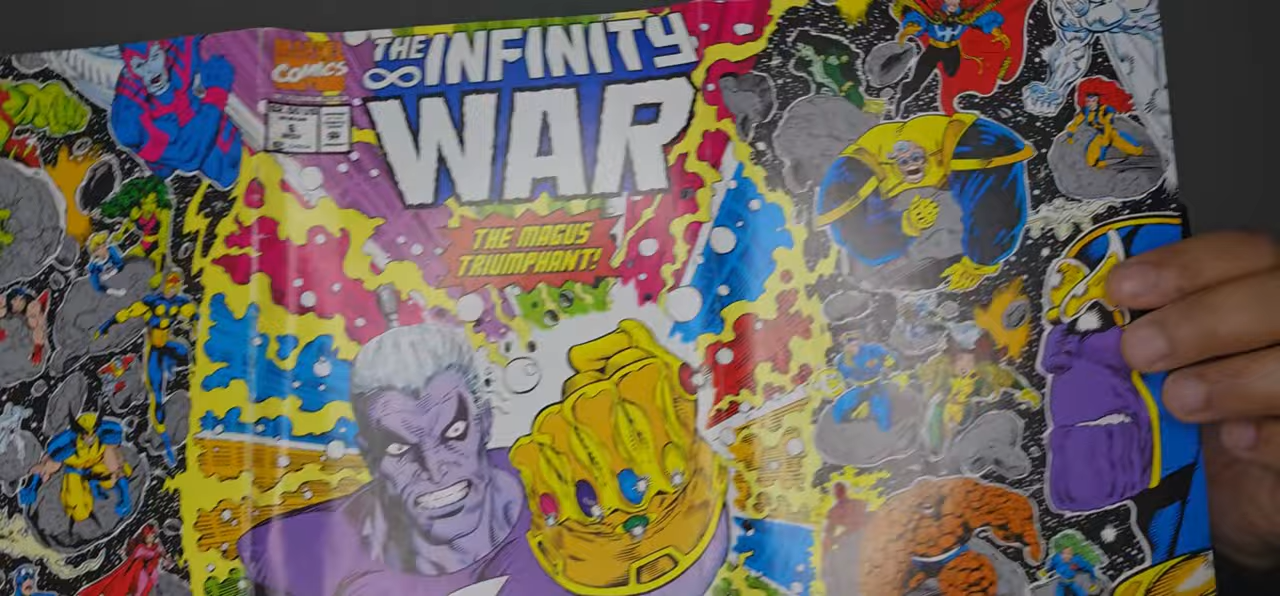 MARVEL
COMICS
THE INFINITY
WAR
THE MAGUS
TRIUMPHANT!